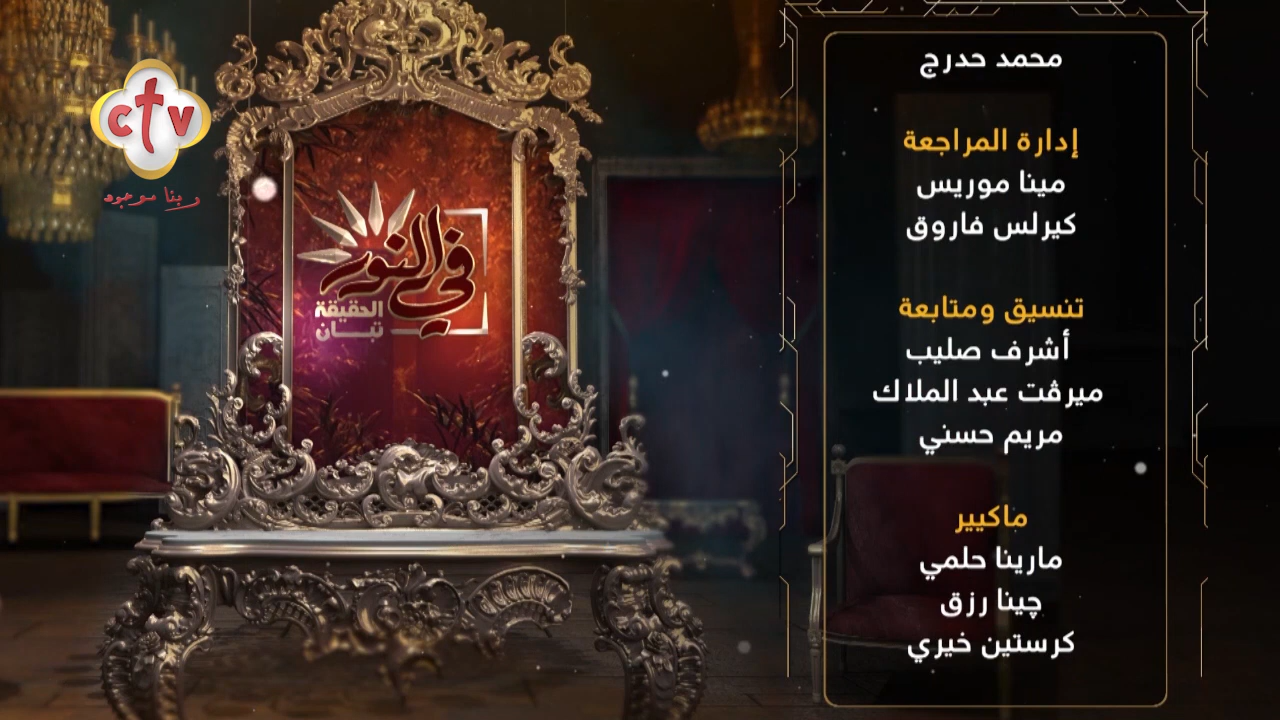 ctv
ربنا موجود
في النور
الحقيقة
تبان
محمد حدرج
إدارة المراجعة
مينا موريس
كيرلس فاروق
تنسيق ومتابعة
أشرف صليب
ميرڤت عبد الملاك
مريم حسني
ماكيير
مارينا حلمي
چينا رزق
كرستين خيري